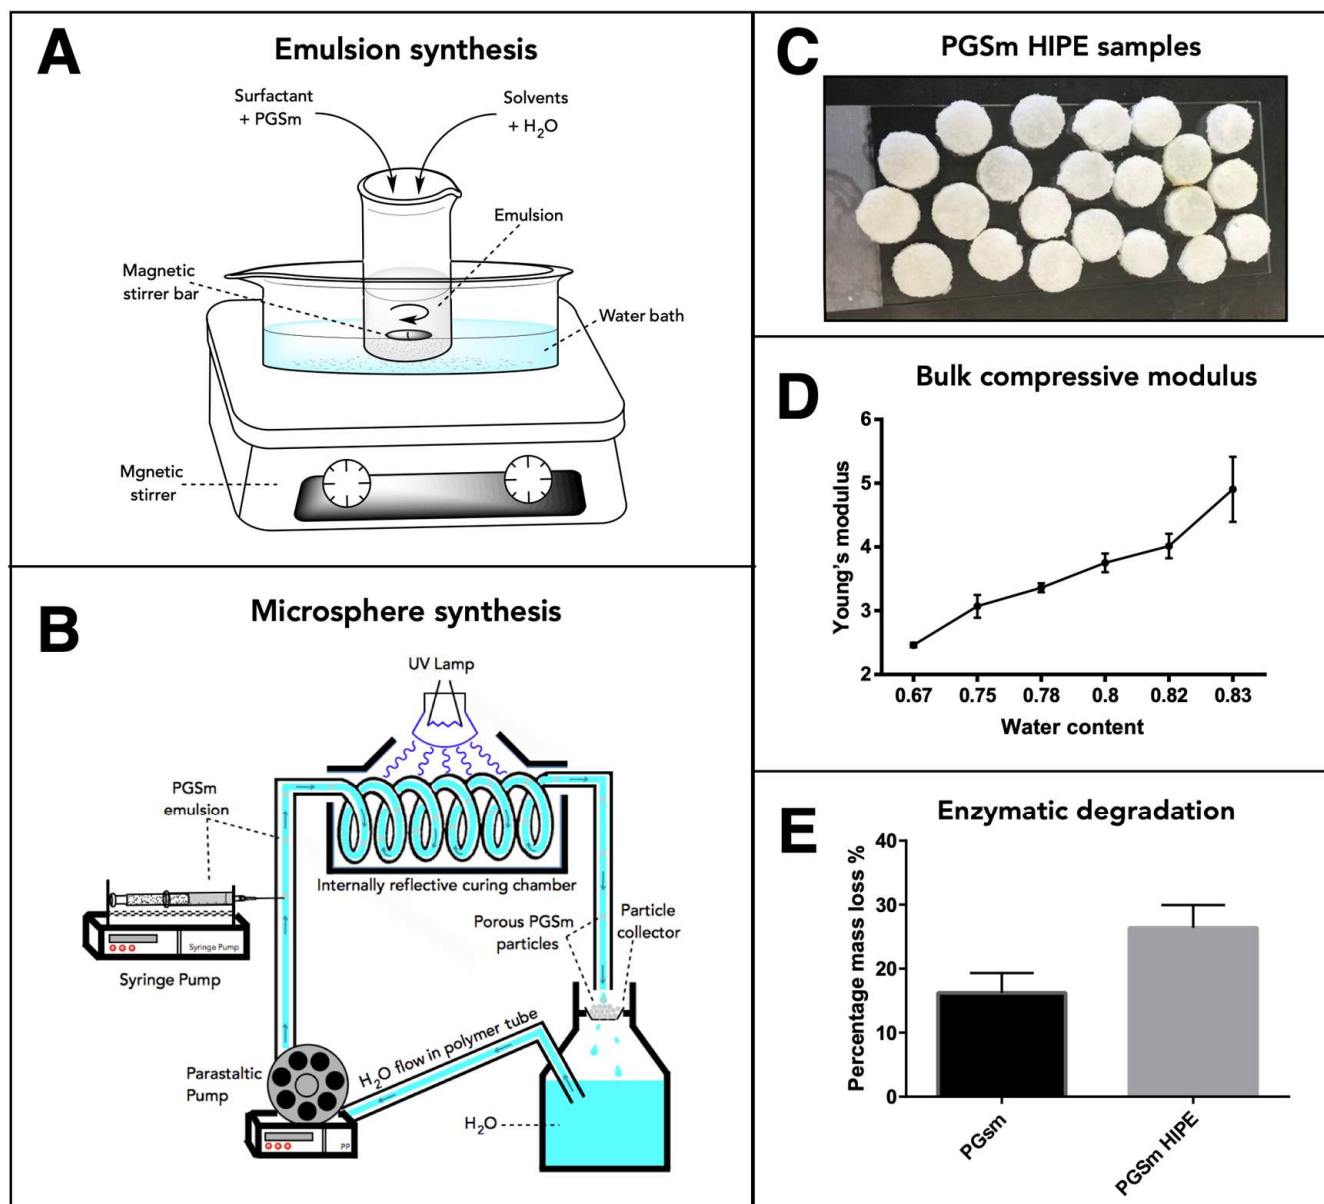 A
Emulsion synthesis
Surfactant
+ PGSm
Solvents
+ H₂O
Emulsion
Magnetic
stirrer bar
Water bath
Mgnetic
stirrer
B
Microsphere synthesis
UV Lamp
PGSm
emulsion
Internally reflective curing chamber
Syringe Pump
Syringe Pump
Porous PGSm
particles
Particle
collector
H₂O flow in polymer tube
Parastaltic
Pump
PP
H₂O
C
PGSm HIPE samples
D
Bulk compressive modulus
Young's modulus
6
5
4
3
2
0.67 0.75 0.78 0.8 0.82 0.83
Water content
E
Enzymatic degradation
Percentage mass loss %
40
30
20
10
0
PGsm
PGSm HIPE